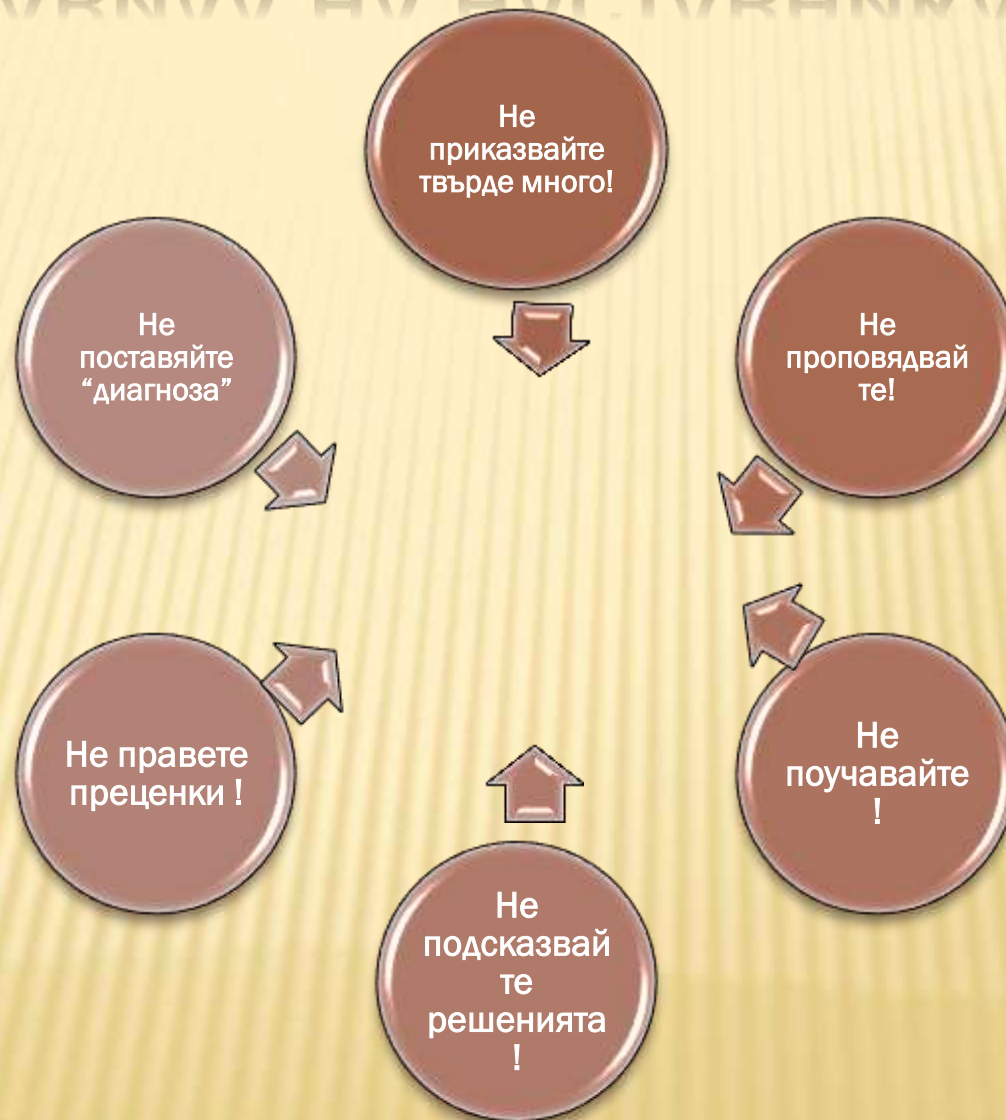 Не
приказвайте
твърде много!
Не
проповядвай
те!
Не
поучавайте
!
Не
подсказвай
те
решенията
!
Не правете
преценки !
Не
поставяйте
“диагноза”